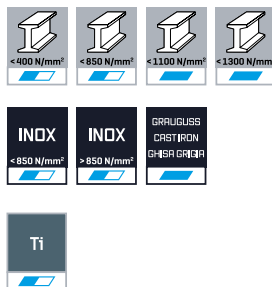 <400 N/mm² <850 N/mm² <1100 N/mm² <1300 N/mm²
INOX
<850 N/mm²
INOX
>850 N/mm²
GRAUGUSS
CAST IRON
GHISA GRIGIA
Ti